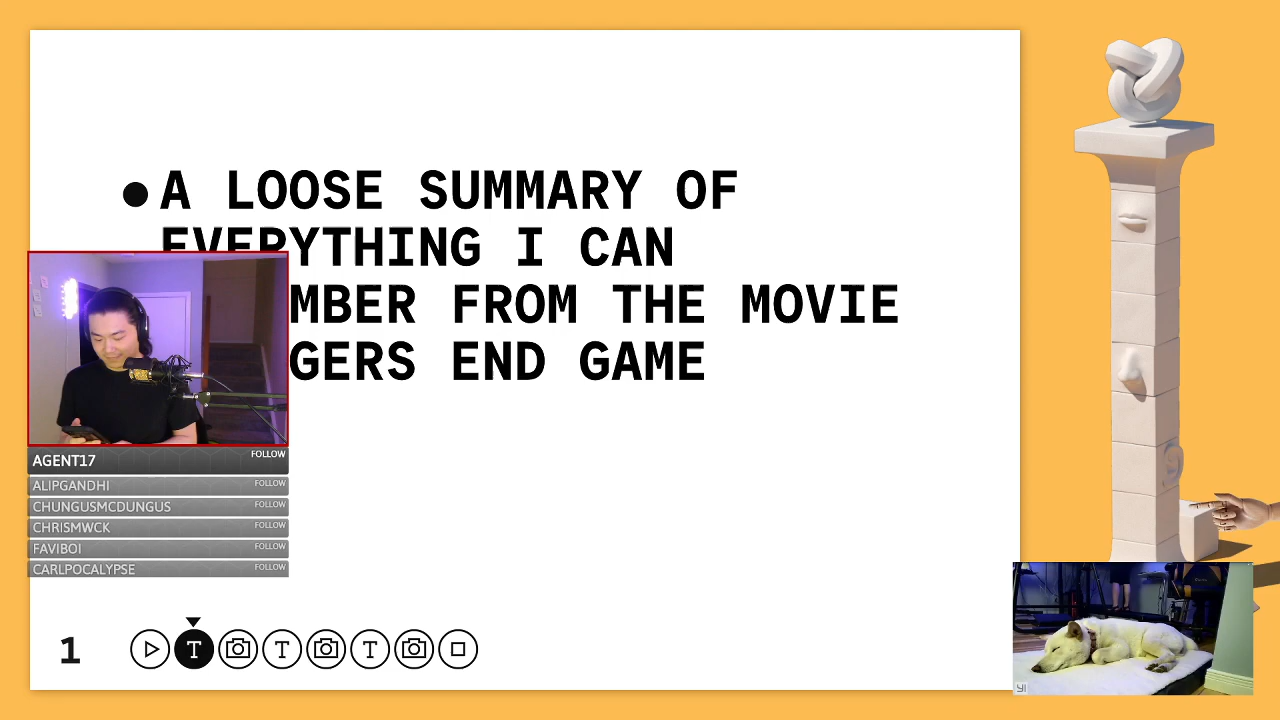 A LOOSE SUMMARY OF
EVERYTHING I CAN
MBER FROM THE MOVIE
GERS END GAME
AGENT17 FOLLOW
ALIPGANDHI FOLLOW
CHUNGUSMCDUNGUS FOLLOW
CHRISMWCK FOLLOW
FAVIBOI FOLLOW
CARLPOCALYPSE FOLLOW
1 T T T
YI